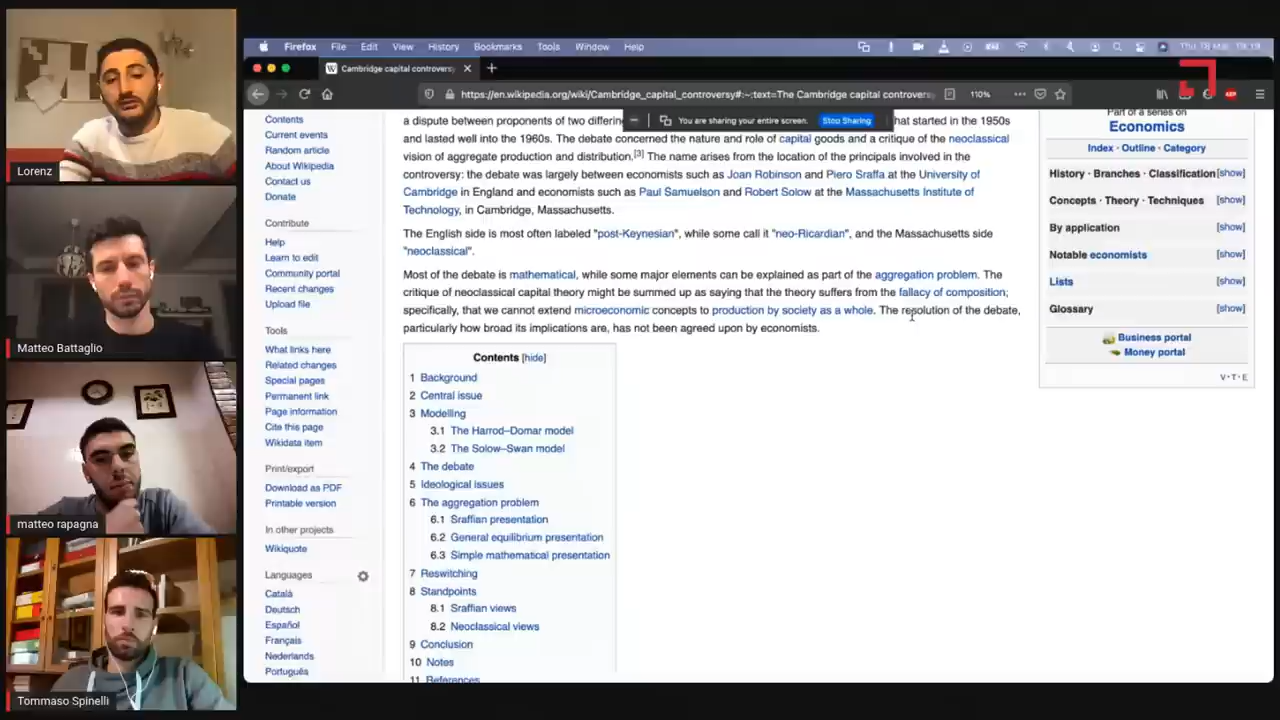 Lorenz
Matteo Battaglio
matteo rapagna
Tommaso Spinelli
Firefox File Edit View History Bookmarks Tools Window Help
Thu 18 Mar
Cambridge capital controversy
https://en.wikipedia.org/wiki/Cambridge_capital_controversy#:~:text=The Cambridge capital controvers
110%
You are sharing your entire screen. Stop Sharing
Contents
Current events
Random article
About Wikipedia
Contact us
Donate
Contribute
Help
Learn to edit
Community portal
Recent changes
Upload file
Tools
What links here
Related changes
Special pages
Permanent link
Page information
Cite this page
Wikidata item
Print/export
Download as PDF
Printable version
In other projects
Wikiquote
Languages
Català
Deutsch
Español
Français
Nederlands
Português
a dispute between proponents of two differing hat started in the 1950s
and lasted well into the 1960s. The debate concerned the nature and role of capital goods and a critique of the neoclassical
vision of aggregate production and distribution.[3] The name arises from the location of the principals involved in the
controversy: the debate was largely between economists such as Joan Robinson and Piero Sraffa at the University of
Cambridge in England and economists such as Paul Samuelson and Robert Solow at the Massachusetts Institute of
Technology, in Cambridge, Massachusetts.
The English side is most often labeled "post-Keynesian", while some call it "neo-Ricardian", and the Massachusetts side
"neoclassical".
Most of the debate is mathematical, while some major elements can be explained as part of the aggregation problem. The
critique of neoclassical capital theory might be summed up as saying that the theory suffers from the fallacy of composition;
specifically, that we cannot extend microeconomic concepts to production by society as a whole. The resolution of the debate,
particularly how broad its implications are, has not been agreed upon by economists.
Contents [hide]
1 Background
2 Central issue
3 Modelling
3.1 The Harrod–Domar model
3.2 The Solow–Swan model
4 The debate
5 Ideological issues
6 The aggregation problem
6.1 Sraffian presentation
6.2 General equilibrium presentation
6.3 Simple mathematical presentation
7 Reswitching
8 Standpoints
8.1 Sraffian views
8.2 Neoclassical views
9 Conclusion
10 Notes
11 References
Part of a series on
Economics
Index · Outline · Category
History · Branches · Classification [show]
Concepts · Theory · Techniques [show]
By application [show]
Notable economists [show]
Lists [show]
Glossary [show]
Business portal
Money portal
V·T·E